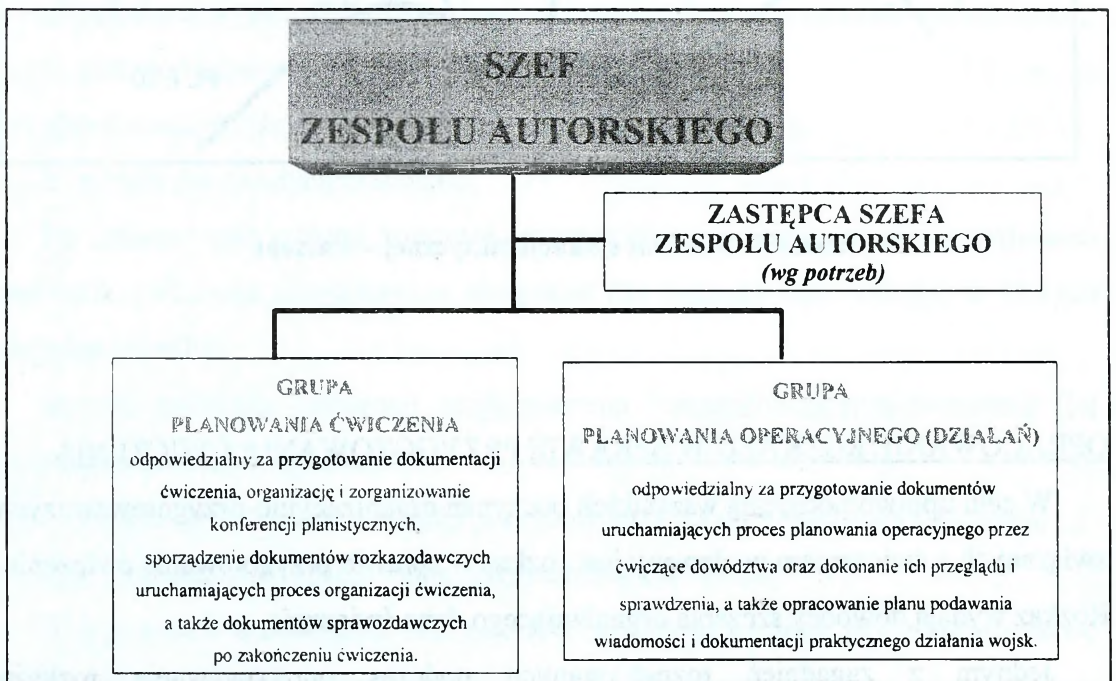 SZEF
ZESPOŁU AUTORSKIEGO
ZASTĘPCA SZEFA
ZESPOŁU AUTORSKIEGO
(wg potrzeb)
GRUPA
PLANOWANIA ĆWICZENIA
odpowiedzialny za przygotowanie dokumentacji
ćwiczenia, organizację i zorganizowanie
konferencji planistycznych,
sporządzenie dokumentów rozkazodawczych
uruchamiających proces organizacji ćwiczenia,
a także dokumentów sprawozdawczych
po zakończeniu ćwiczenia.
GRUPA
PLANOWANIA OPERACYJNEGO (DZIAŁAŃ)
odpowiedzialny za przygotowanie dokumentów
uruchamiających proces planowania operacyjnego przez
ćwiczące dowództwa oraz dokonanie ich przeglądu i
sprawdzenia, a także opracowanie planu podawania
wiadomości i dokumentacji praktycznego działania wojsk.